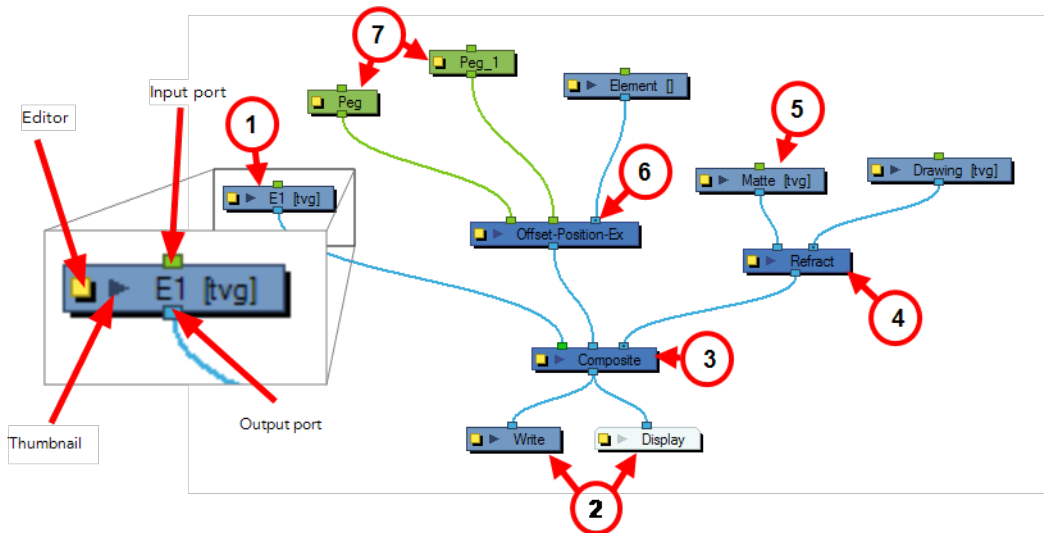 7
Peg_1
Input port
Element []
Editor
Peg
1
5
6
Matte [tvg]
Drawing [tvg]
E1 [tvg]
Offset-Position-Ex
Refract
E1 [tvg]
4
3
Composite
Output port
Thumbnail
Write
Display
2